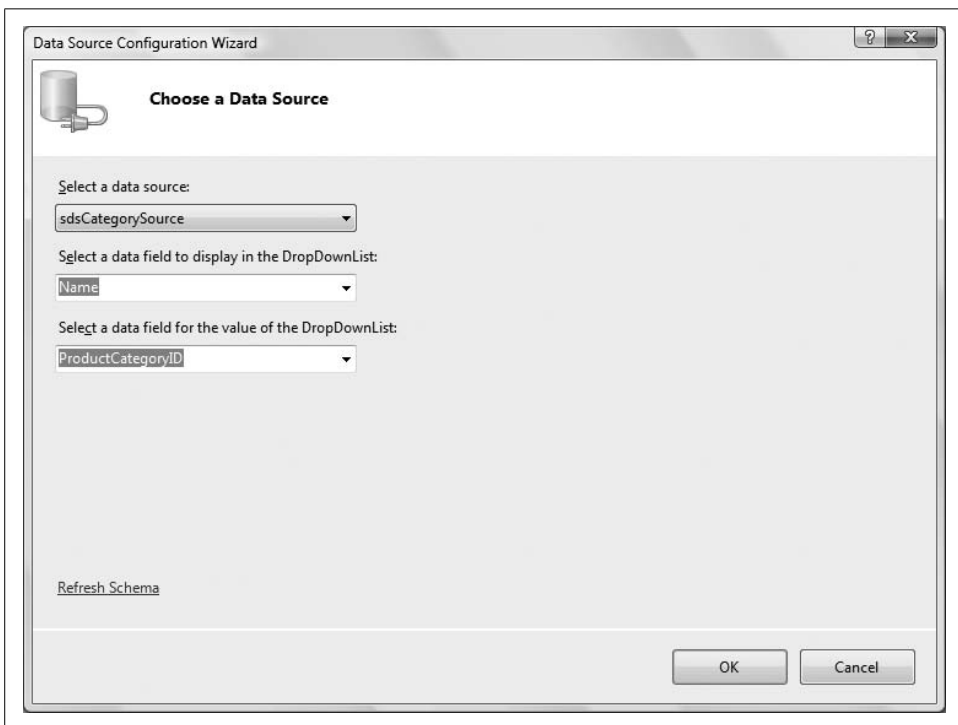 Data Source Configuration Wizard
?
X
Choose a Data Source
Select a data source:
sdsCategorySource
Select a data field to display in the DropDownList:
Name
Select a data field for the value of the DropDownList:
ProductCategoryID
Refresh Schema
OK
Cancel